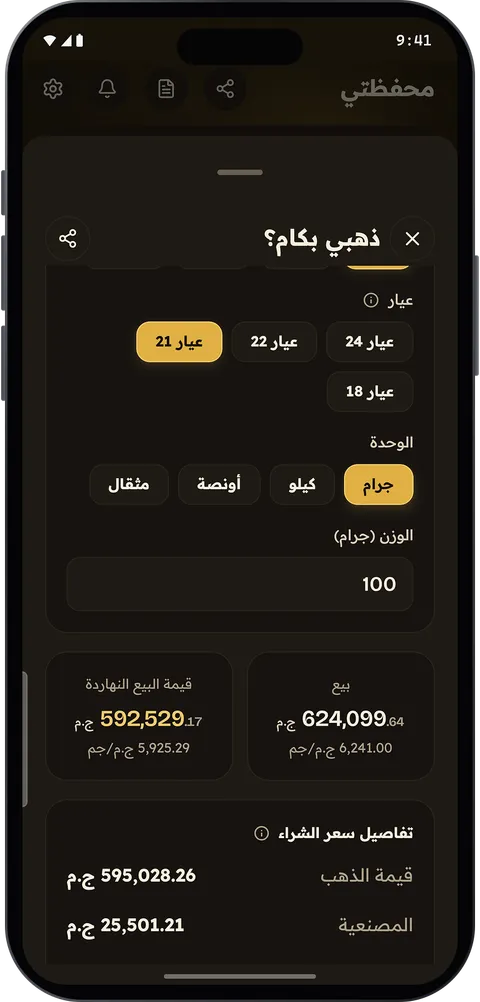 9:41
محفظتي
ذهبي بكام؟
عيار
عيار 24 عيار 22 عيار 21
عيار 18
الوحدة
جرام كيلو أونصة مثقال
الوزن (جرام)
100
بيع
624,099.64 ج.م
6,241.00 ج.م/جم
قيمة البيع النهاردة
592,529.17 ج.م
5,925.29 ج.م/جم
تفاصيل سعر الشراء
قيمة الذهب 595,028.26 ج.م
المصنعية 25,501.21 ج.م